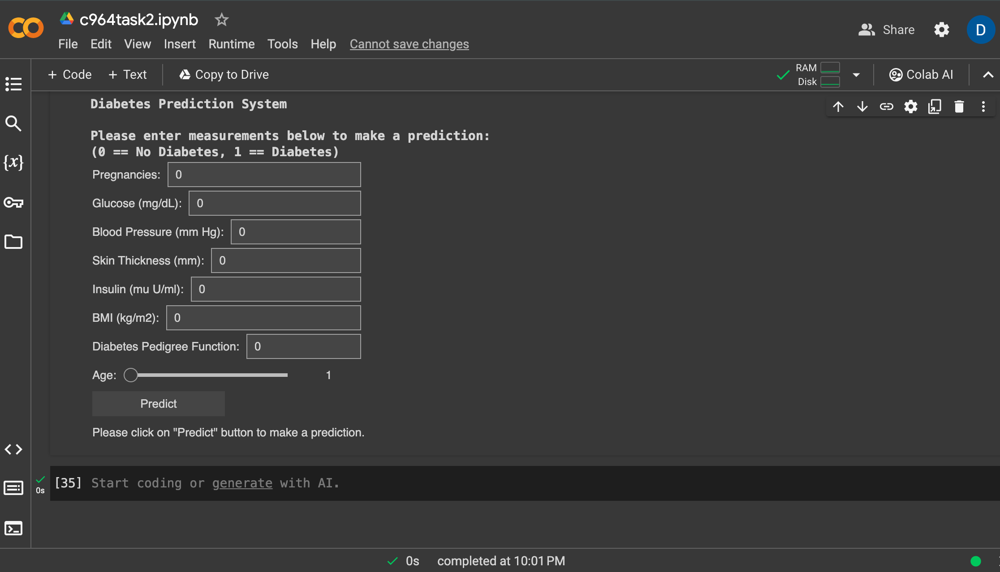 c964task2.ipynb
File Edit View Insert Runtime Tools Help Cannot save changes
Share
D
+ Code + Text Copy to Drive
RAM
Disk
Colab AI
Diabetes Prediction System
Please enter measurements below to make a prediction:
(0 == No Diabetes, 1 == Diabetes)
Pregnancies: 0
Glucose (mg/dL): 0
Blood Pressure (mm Hg): 0
Skin Thickness (mm): 0
Insulin (mu U/ml): 0
BMI (kg/m2): 0
Diabetes Pedigree Function: 0
Age: 1
Predict
Please click on "Predict" button to make a prediction.
{x}
[35] Start coding or generate with AI.
0s
0s completed at 10:01 PM